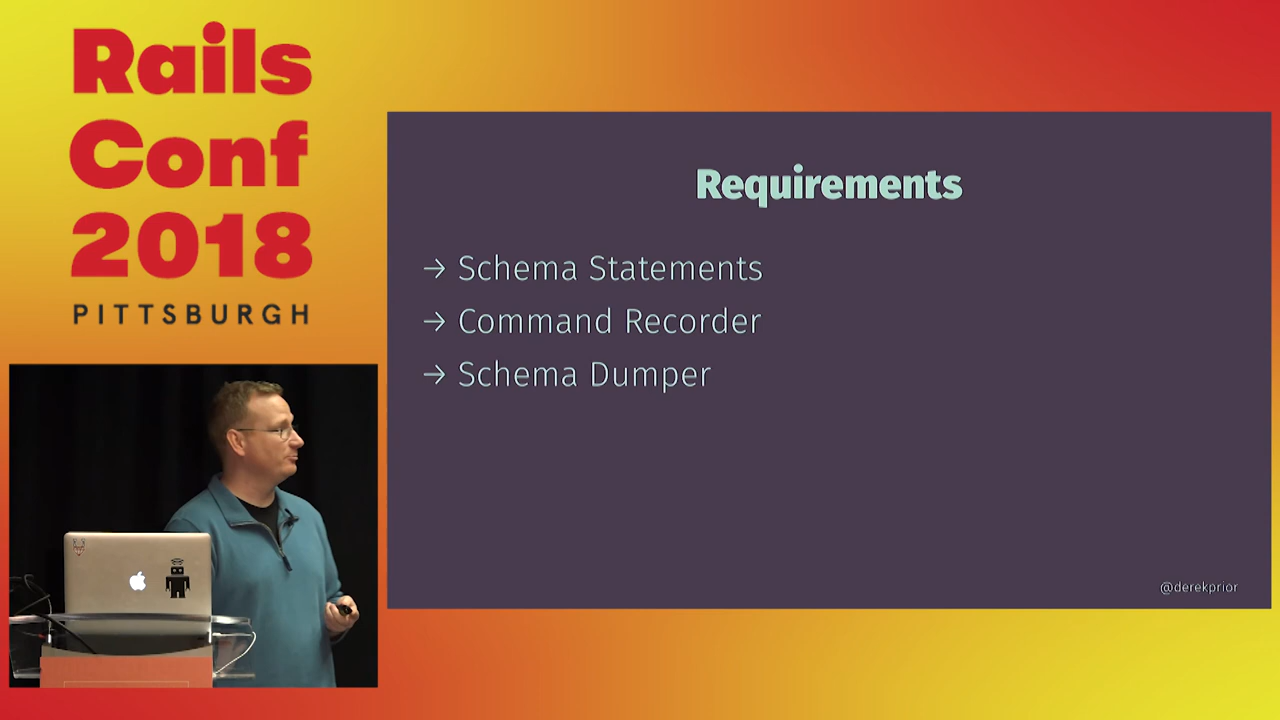 Rails
Conf
2018
PITTSBURGH
Requirements
→ Schema Statements
→ Command Recorder
→ Schema Dumper
@derekprior